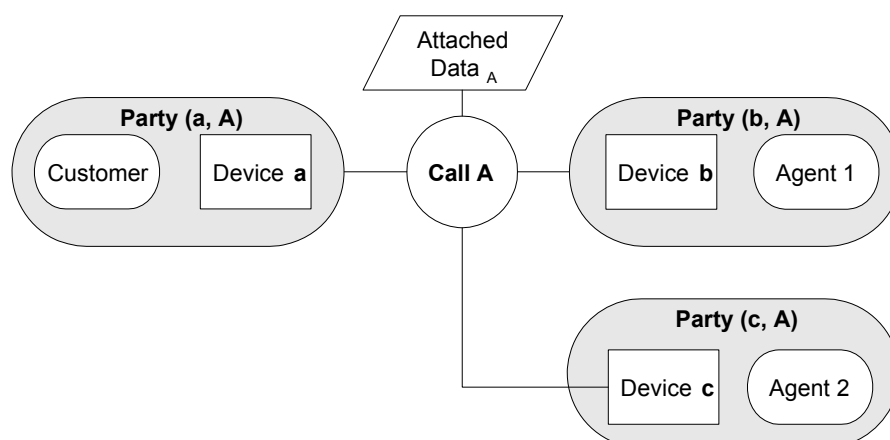 Attached
Data A
Party (a, A)
Customer
Device a
Call A
Party (b, A)
Device b
Agent 1
Party (c, A)
Device c
Agent 2